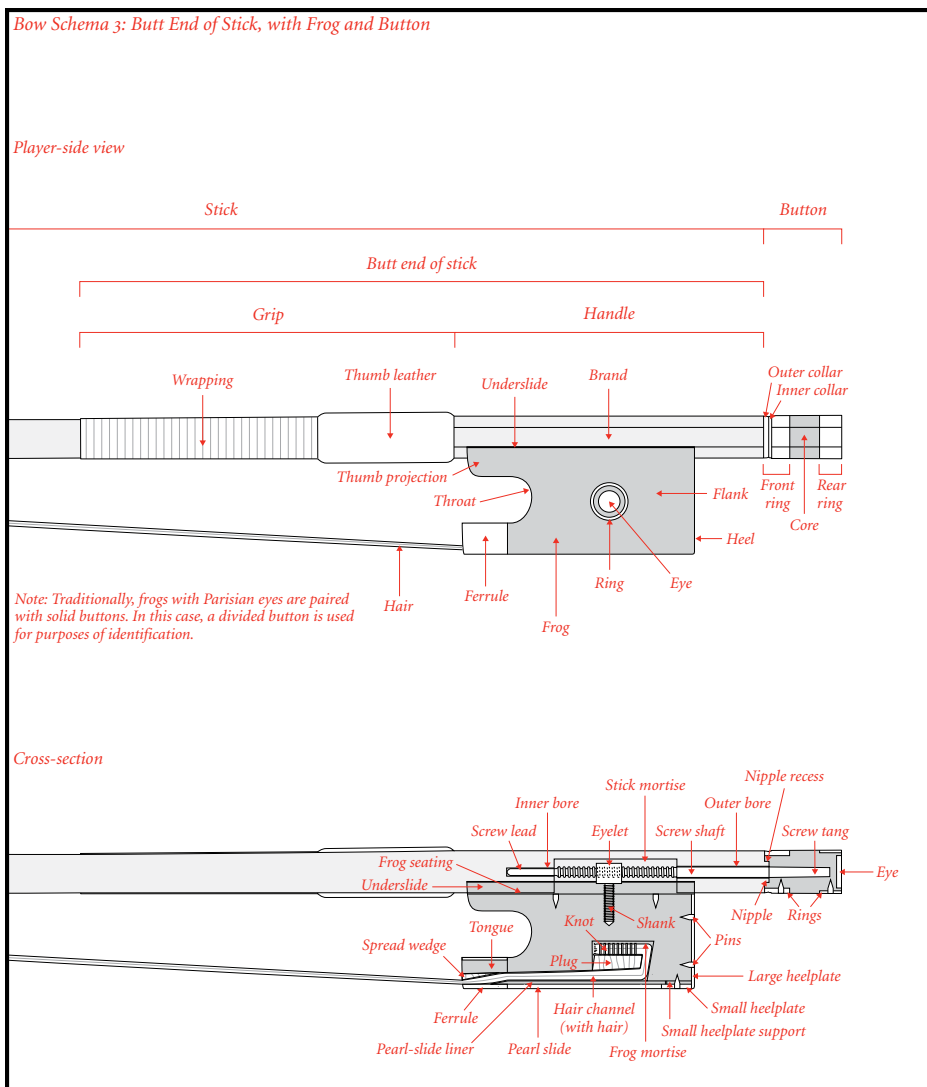 Bow Schema 3: Butt End of Stick, with Frog and Button
Player-side view
Stick
Button
Butt end of stick
Grip
Handle
Wrapping
Thumb leather
Underslide
Brand
Outer collar
Inner collar
Thumb projection
Throat
Flank
Front
ring
Rear
ring
Core
Heel
Hair
Ferrule
Frog
Ring
Eye
Note: Traditionally, frogs with Parisian eyes are paired
with solid buttons. In this case, a divided button is used
for purposes of identification.
Cross-section
Nipple recess
Stick mortise
Inner bore
Outer bore
Screw lead
Eyelet
Screw shaft
Screw tang
Frog seating
Underslide
Eye
Nipple
Rings
Knot
Shank
Tongue
Pins
Spread wedge
Plug
Large heelplate
Ferrule
Hair channel
(with hair)
Small heelplate
Small heelplate support
Pearl-slide liner
Pearl slide
Frog mortise